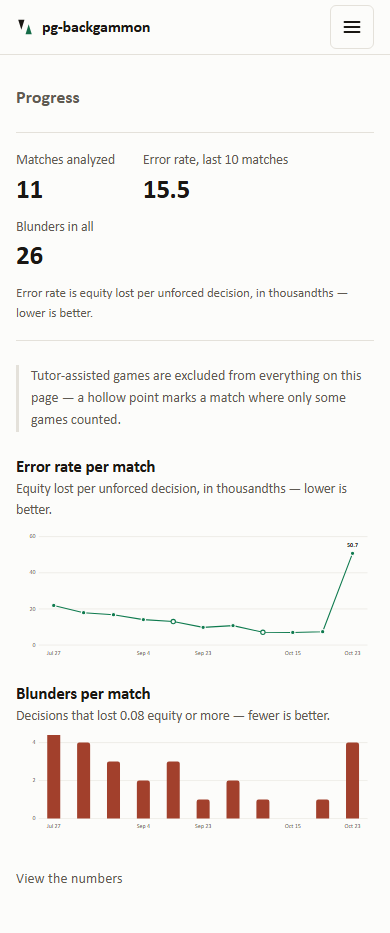 pg-backgammon
Progress
Matches analyzed
11
Error rate, last 10 matches
15.5
Blunders in all
26
Error rate is equity lost per unforced decision, in thousandths —
lower is better.
Tutor-assisted games are excluded from everything on this
page — a hollow point marks a match where only some
games counted.
Error rate per match
Equity lost per unforced decision, in thousandths — lower is
better.
60
50.7
40
20
0
Jul 27
Sep 4
Sep 23
Oct 15
Oct 23
Blunders per match
Decisions that lost 0.08 equity or more — fewer is better.
4
2
0
Jul 27
Sep 4
Sep 23
Oct 15
Oct 23
View the numbers